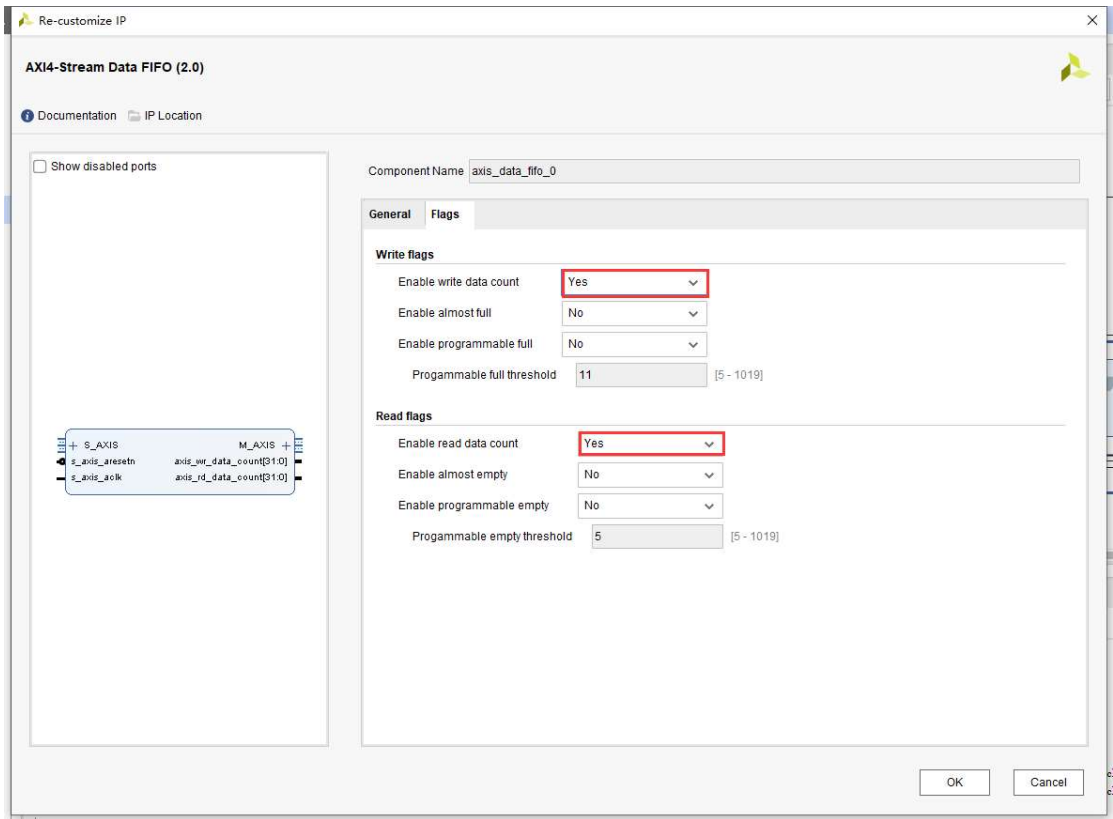 Re-customize IP
AXI4-Stream Data FIFO (2.0)
Documentation IP Location
Show disabled ports
S_AXIS M_AXIS
s_axis_aresetn axis_wr_data_count[31:0]
s_axis_aclk axis_rd_data_count[31:0]
Component Name axis_data_fifo_0
General Flags
Write flags
Enable write data count Yes
Enable almost full No
Enable programmable full No
Progammable full threshold 11 [5 - 1019]
Read flags
Enable read data count Yes
Enable almost empty No
Enable programmable empty No
Progammable empty threshold 5 [5 - 1019]
OK Cancel